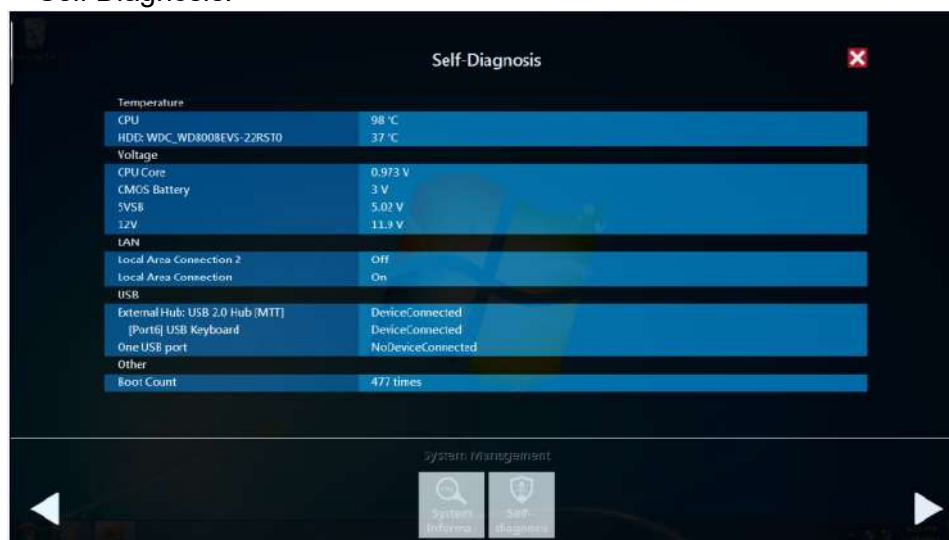 Self-Diagnosis
Temperature
CPU 98 °C
HDD: WDC_WD8008EVS-22RST0 37 °C
Voltage
CPU Core 0.973 V
CMOS Battery 3 V
5VSB 5.02 V
12V 11.9 V
LAN
Local Area Connection 2 Off
Local Area Connection On
USB
External Hub: USB 2.0 Hub [MTT] DeviceConnected
[Port6] USB Keyboard DeviceConnected
One USB port NoDeviceConnected
Other
Boot Count 477 times
System Management
System Self-
Informa diagnosis